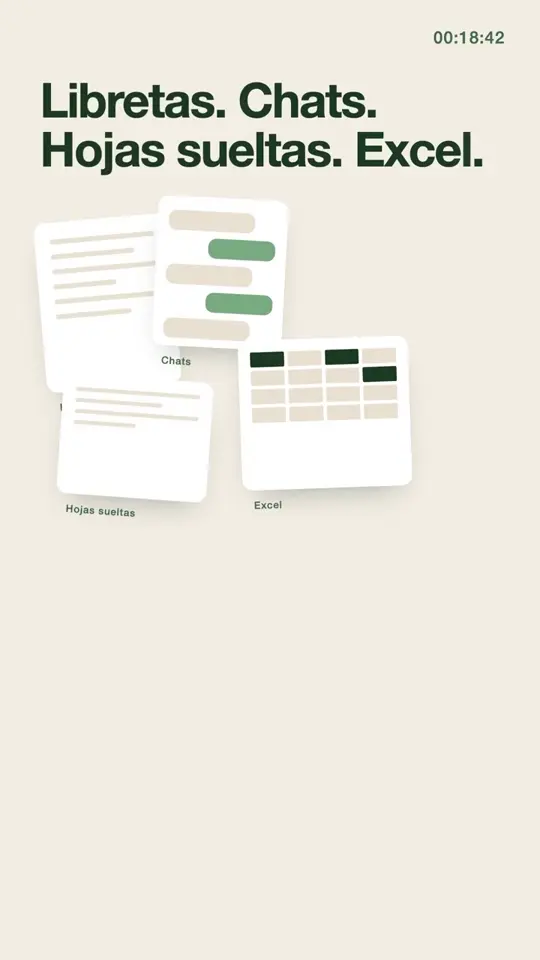 00:18:42
Libretas. Chats.
Hojas sueltas. Excel.
Chats
Excel
Hojas sueltas